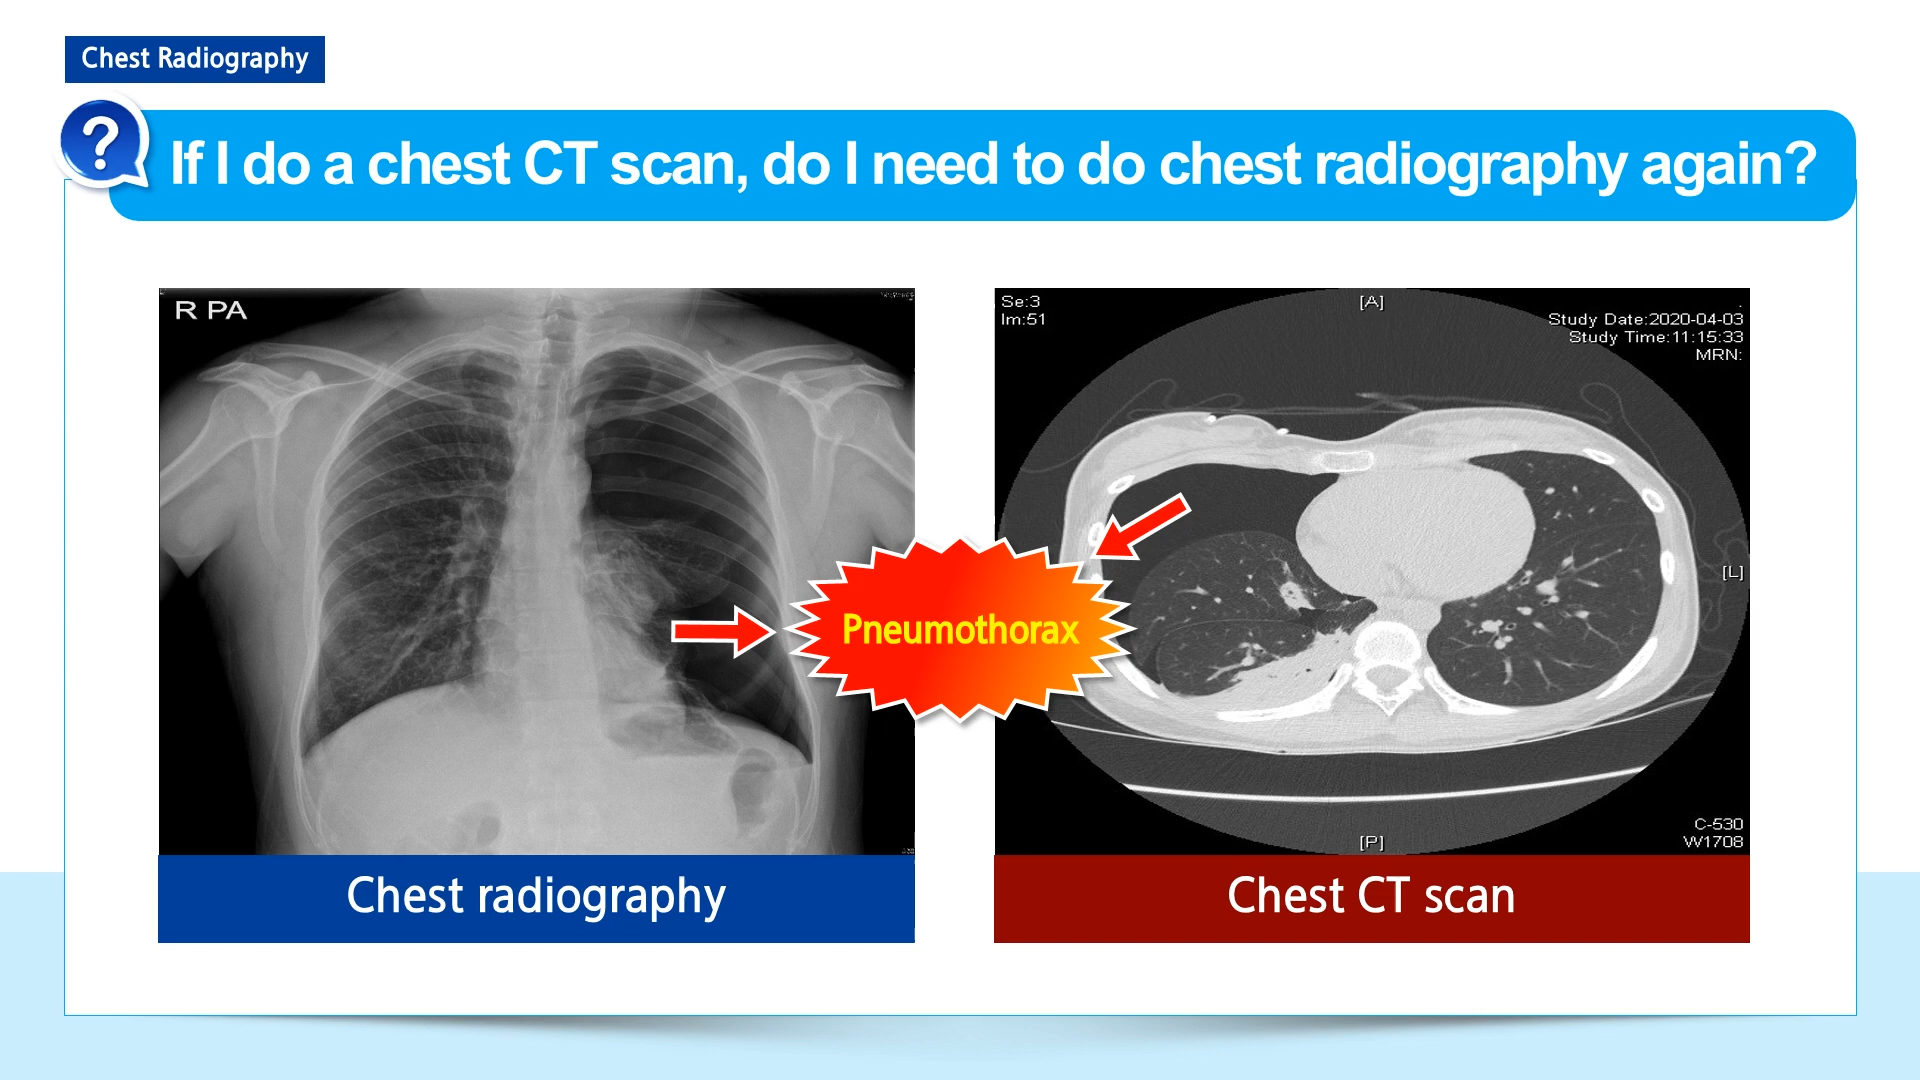 Chest Radiography
? If I do a chest CT scan, do I need to do chest radiography again?
R PA
Se:3
Im:51
[A]
.
Study Date:2020-04-03
Study Time:11:15:33
MRN:
[L]
Pneumothorax
C-530
W1708
[P]
Chest radiography
Chest CT scan